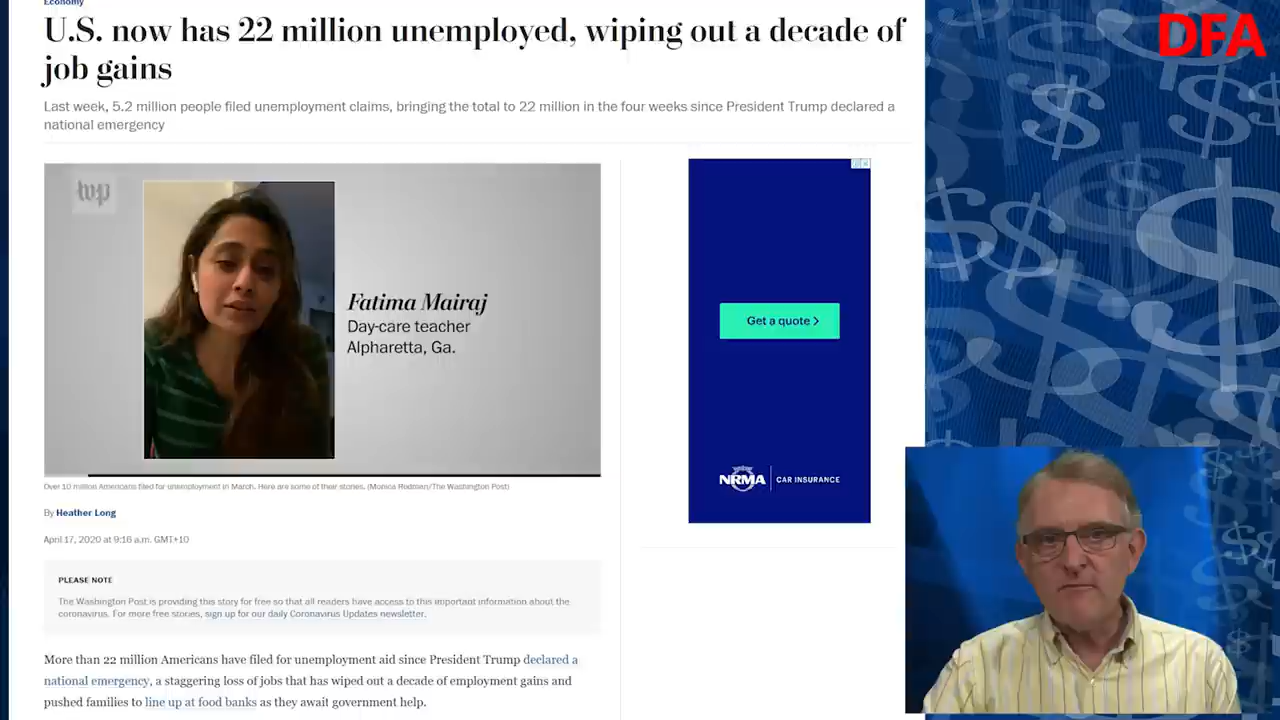 Economy
DFA
U.S. now has 22 million unemployed, wiping out a decade of
job gains
Last week, 5.2 million people filed unemployment claims, bringing the total to 22 million in the four weeks since President Trump declared a
national emergency
wp
Fatima Mairaj
Day-care teacher
Alpharetta, Ga.
Get a quote >
NRMA | CAR INSURANCE
Over 10 million Americans filed for unemployment in March. Here are some of their stories. (Monica Rodman/The Washington Post)
By Heather Long
April 17, 2020 at 9:16 a.m. GMT+10
PLEASE NOTE
The Washington Post is providing this story for free so that all readers have access to this important information about the
coronavirus. For more free stories, sign up for our daily Coronavirus Updates newsletter.
More than 22 million Americans have filed for unemployment aid since President Trump declared a
national emergency, a staggering loss of jobs that has wiped out a decade of employment gains and
pushed families to line up at food banks as they await government help.